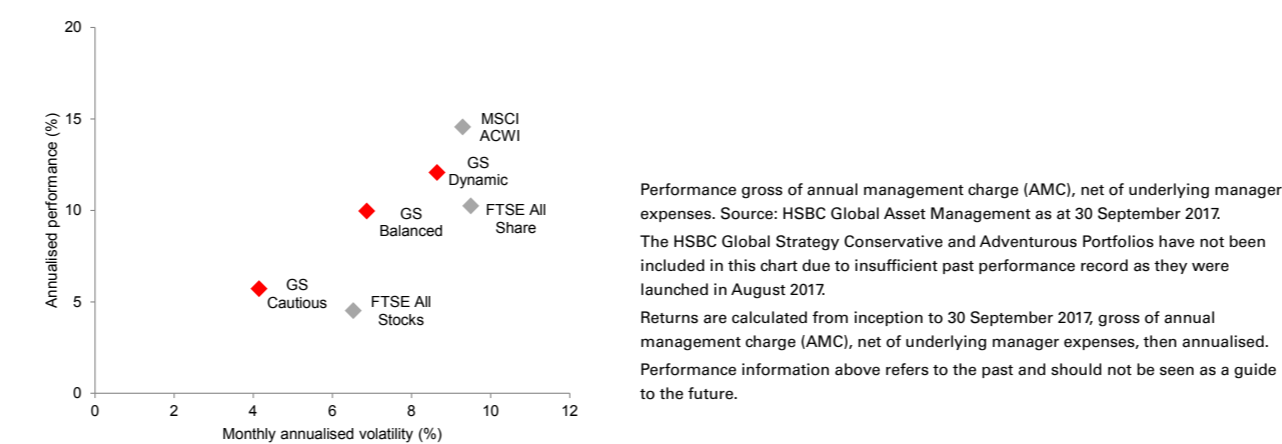 20
15
10
5
0
Annualised performance (%)
MSCI
ACWI
GS
Dynamic
GS
Balanced
FTSE All
Share
GS
Cautious
FTSE All
Stocks
0 2 4 6 8 10 12
Monthly annualised volatility (%)
Performance gross of annual management charge (AMC), net of underlying manager
expenses. Source: HSBC Global Asset Management as at 30 September 2017.
The HSBC Global Strategy Conservative and Adventurous Portfolios have not been
included in this chart due to insufficient past performance record as they were
launched in August 2017.
Returns are calculated from inception to 30 September 2017, gross of annual
management charge (AMC), net of underlying manager expenses, then annualised.
Performance information above refers to the past and should not be seen as a guide
to the future.